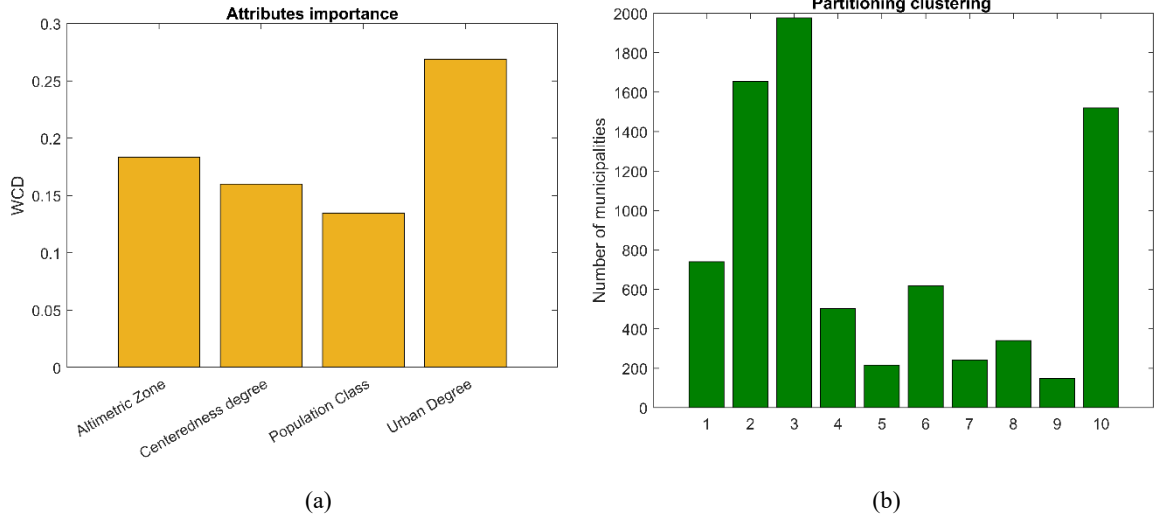 Attributes importance
0.3
0.25
0.2
0.15
0.1
0.05
0
WCD
Altimetric Zone
Centeredness degree
Population Class
Urban Degree
(a)
Partitioning clustering
2000
1800
1600
1400
1200
1000
800
600
400
200
0
Number of municipalities
1 2 3 4 5 6 7 8 9 10
(b)